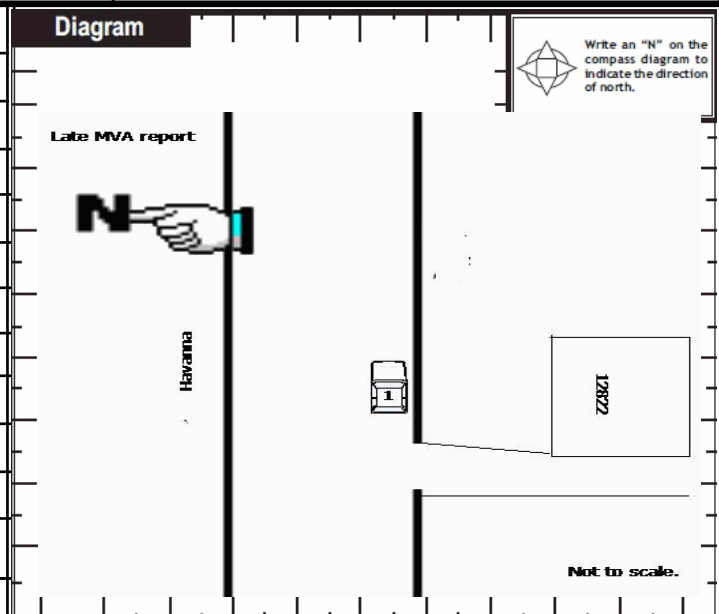 Diagram
Write an “N” on the
compass diagram to
indicate the direction
of north.
Late MVA report
N
Havanna
1
12822
Not to scale.